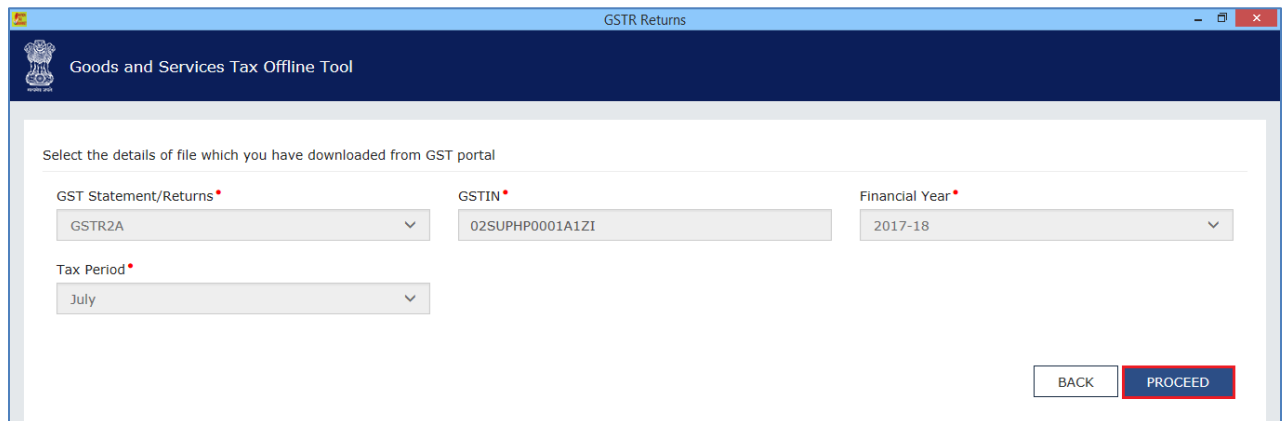 GSTR Returns
Goods and Services Tax Offline Tool
Select the details of file which you have downloaded from GST portal
GST Statement/Returns•
GSTIN•
Financial Year•
GSTR2A
02SUPHP0001A1ZI
2017-18
Tax Period•
July
BACK
PROCEED